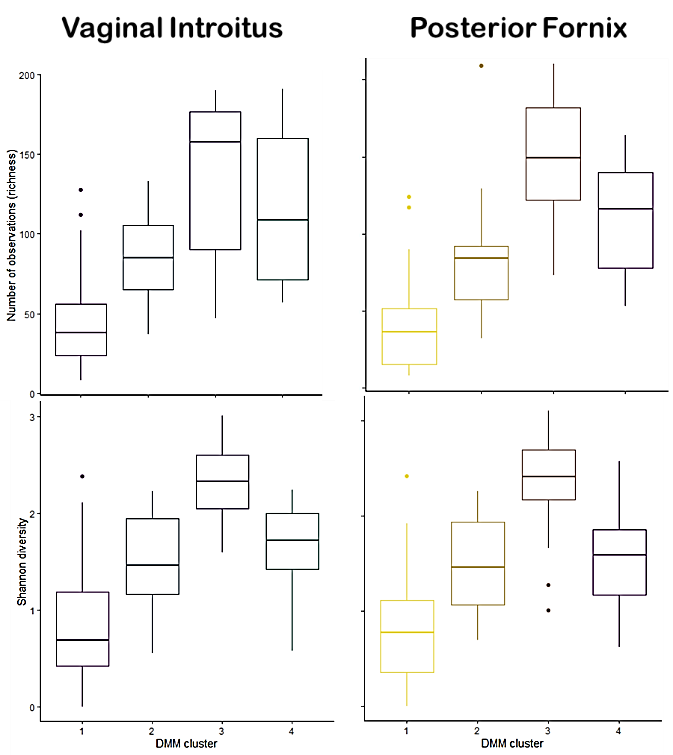 Vaginal Introitus
Posterior Fornix
Number of observations (richness)
200
150
100
50
0
Shannon diversity
3
2
1
0
1 2 3 4
DMM cluster
1 2 3 4
DMM cluster